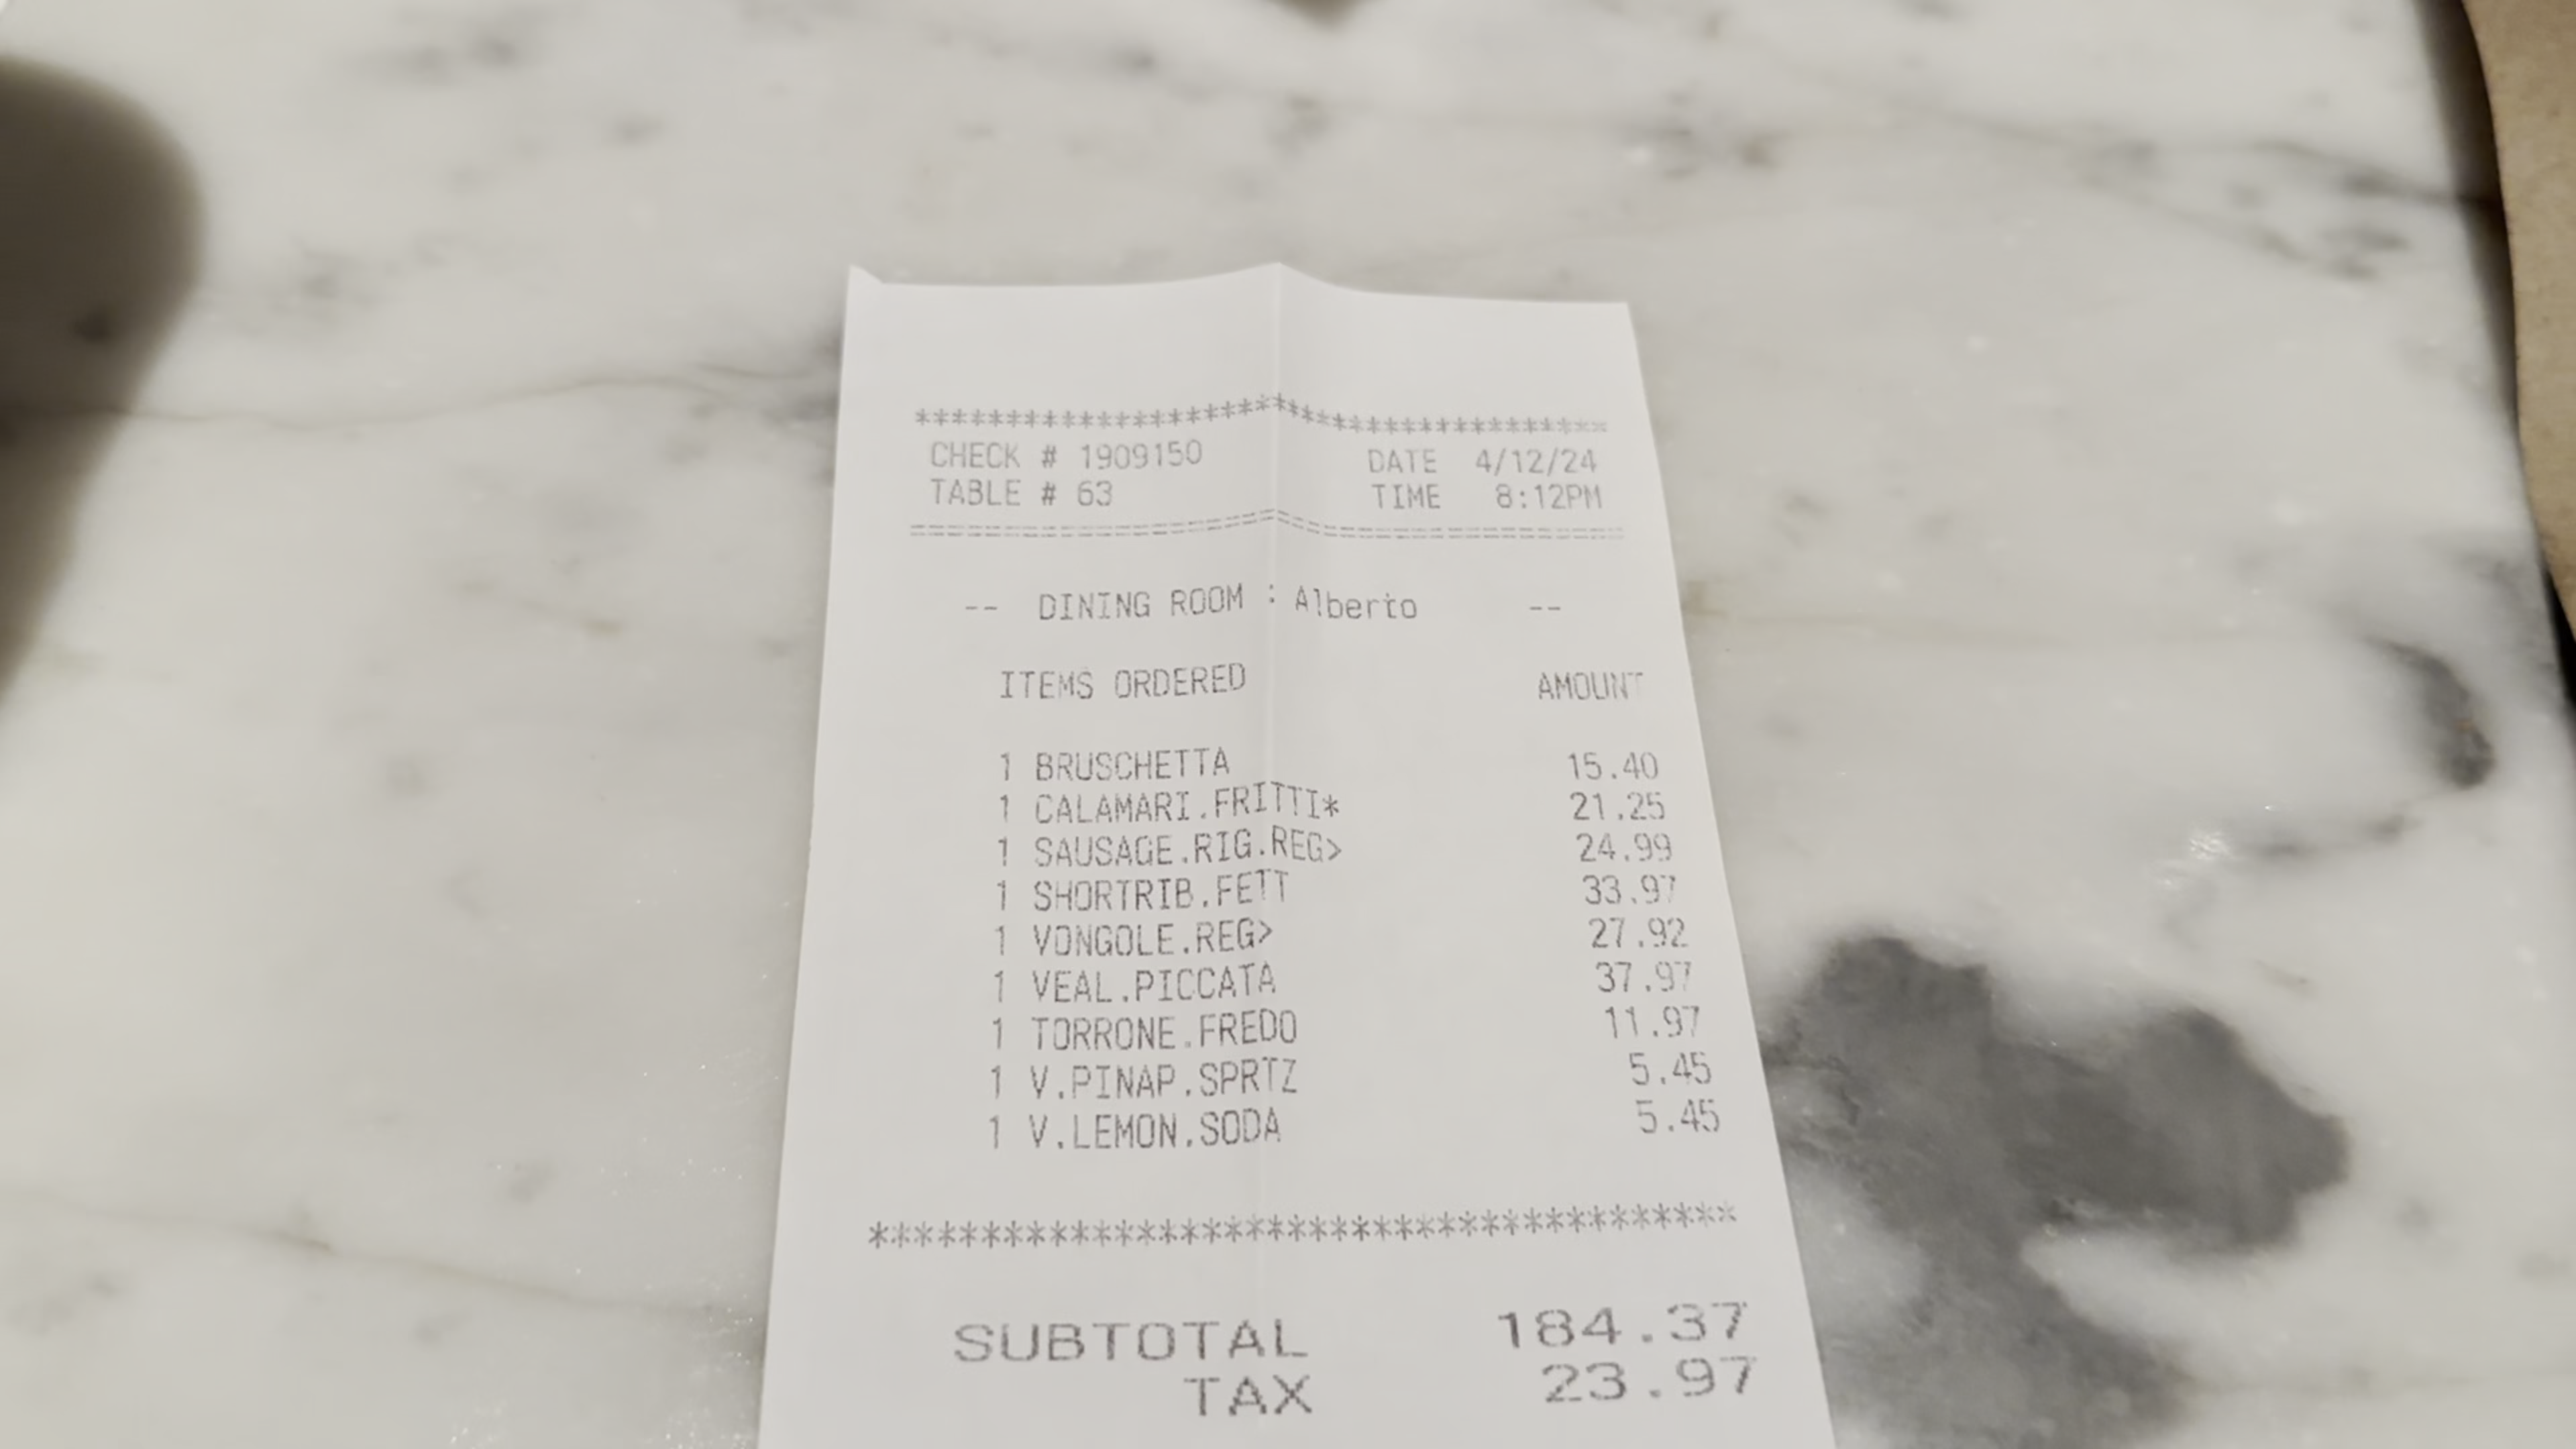 ***************************************
CHECK # 1909150 DATE 4/12/24
TABLE # 63 TIME 8:12PM
=======================================
-- DINING ROOM : Alberto --
ITEMS ORDERED AMOUNT
1 BRUSCHETTA 15.40
1 CALAMARI.FRITTI* 21.25
1 SAUSAGE.RIG.REG> 24.99
1 SHORTRIB.FETT 33.97
1 VONGOLE.REG> 27.92
1 VEAL.PICCATA 37.97
1 TORRONE.FREDO 11.97
1 V.PINAP.SPRTZ 5.45
1 V.LEMON.SODA 5.45
***************************************
SUBTOTAL 184.37
TAX 23.97